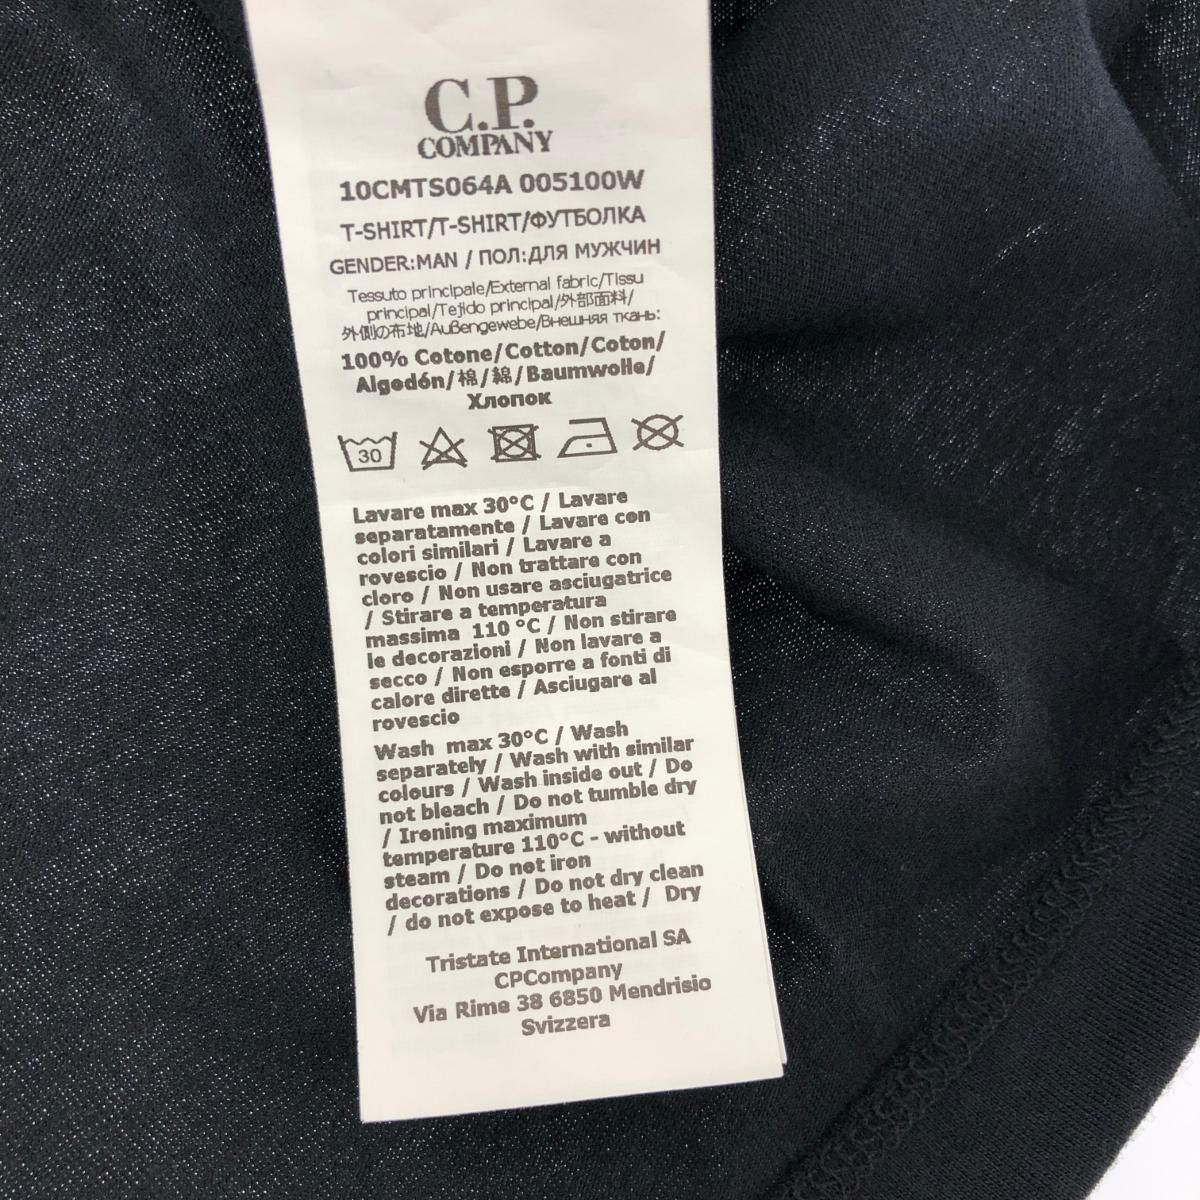 C.P.
COMPANY
10CMTS064A 005100W
T-SHIRT/T-SHIRT/ФУТБОЛКА
GENDER:MAN / ПОЛ:ДЛЯ МУЖЧИН
Tessuto principale/External fabric/Tissu
principal/Tejido principal/外部面料/
外側の布地/Außengewebe/Внешняя ткань:
100% Cotone/Cotton/Coton/
Algodón/棉/綿/Baumwolle/
Хлопок
30
Lavare max 30°C / Lavare
separatamente / Lavare con
colori similari / Lavare a
rovescio / Non trattare con
cloro / Non usare asciugatrice
/ Stirare a temperatura
massima 110 °C / Non stirare
le decorazioni / Non lavare a
secco / Non esporre a fonti di
calore dirette / Asciugare al
rovescio
Wash max 30°C / Wash
separately / Wash with similar
colours / Wash inside out / Do
not bleach / Do not tumble dry
/ Ironing maximum
temperature 110°C - without
steam / Do not iron
decorations / Do not dry clean
/ do not expose to heat / Dry
Tristate International SA
CPCompany
Via Rime 38 6850 Mendrisio
Svizzera